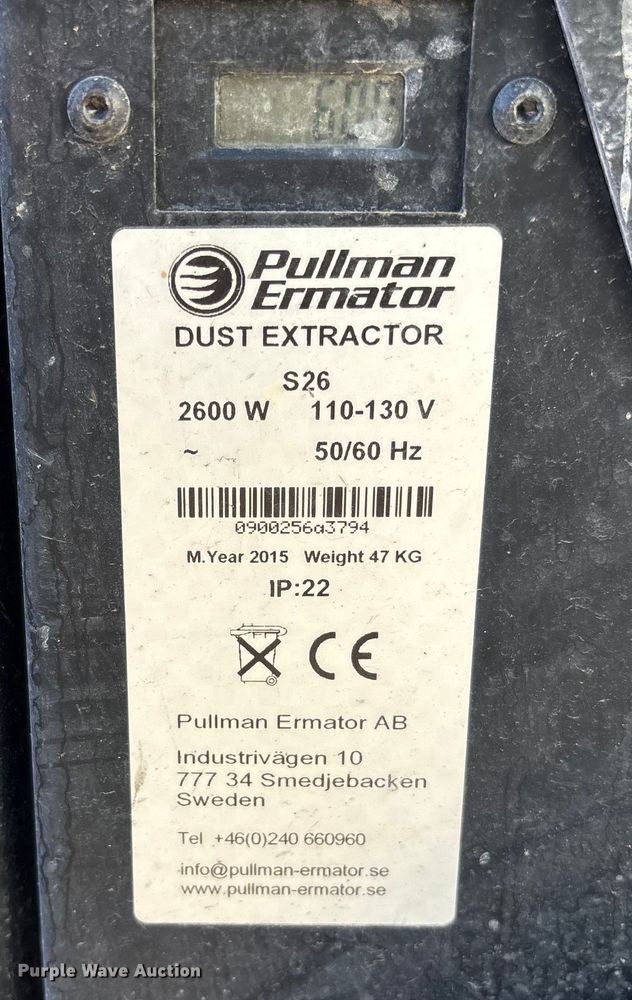 Pullman
Ermator
DUST EXTRACTOR
S26
2600 W 110-130 V
~ 50/60 Hz
0900256a3794
M.Year 2015 Weight 47 KG
IP:22
CE
Pullman Ermator AB
Industrivägen 10
777 34 Smedjebacken
Sweden
Tel +46(0)240 660960
info@pullman-ermator.se
www.pullman-ermator.se
Purple Wave Auction